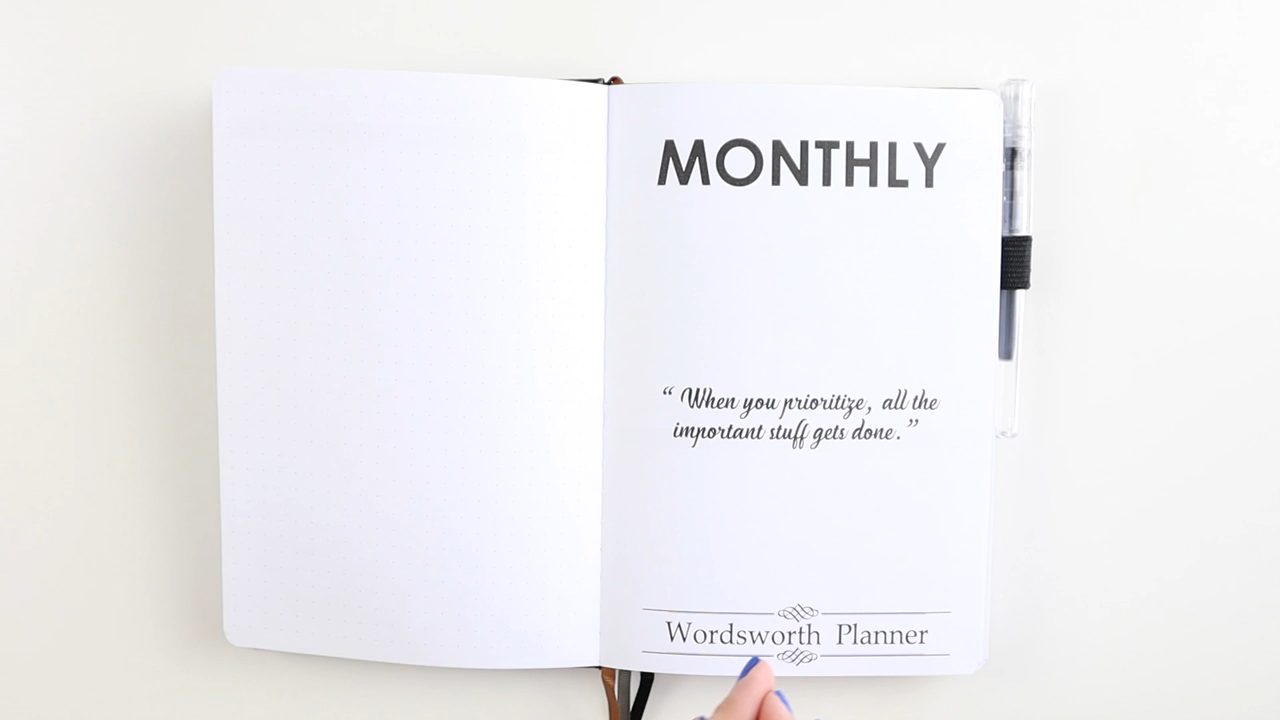 MONTHLY
“ When you prioritize, all the
important stuff gets done. ”
Wordsworth Planner